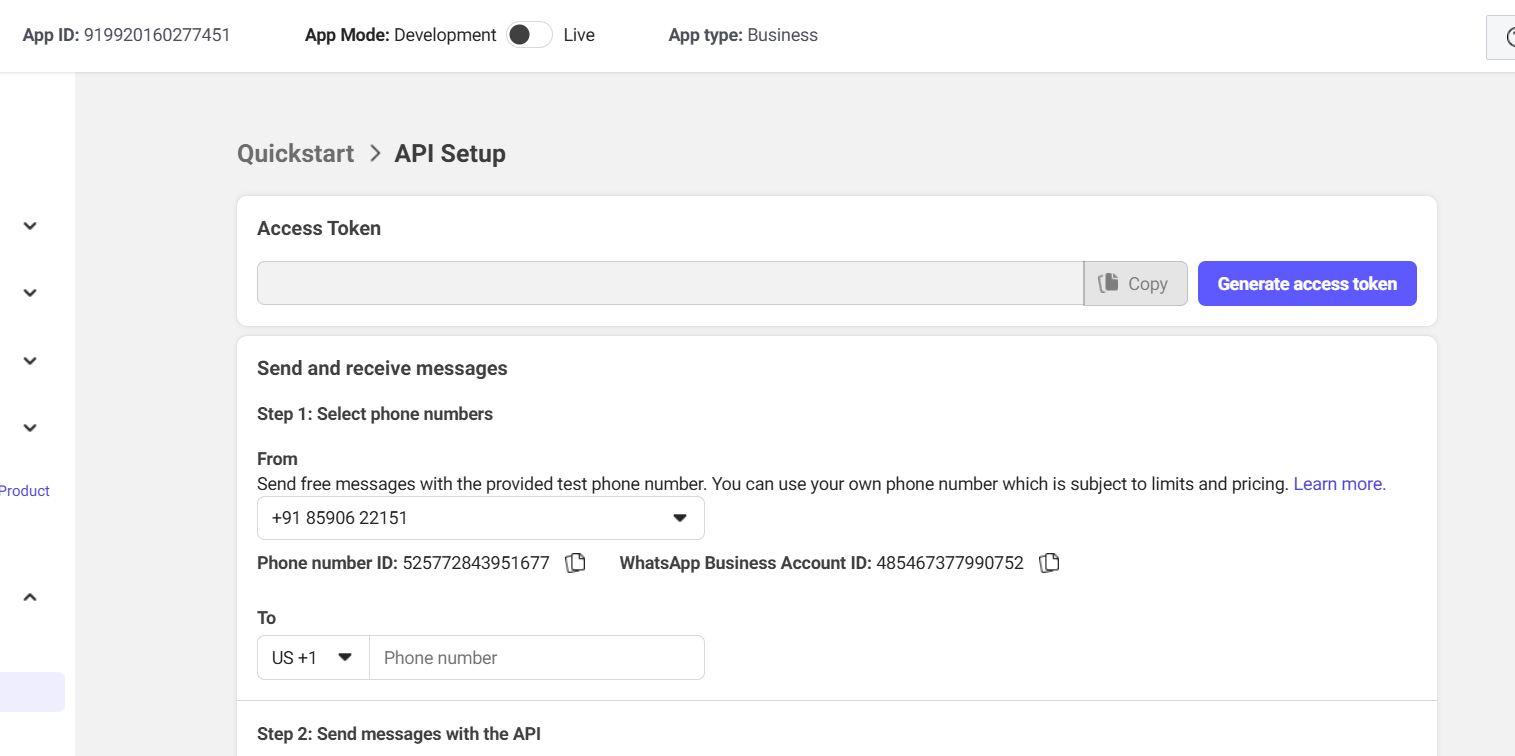 App ID: 919920160277451 App Mode: Development Live App type: Business
Quickstart > API Setup
Access Token
Copy Generate access token
Send and receive messages
Step 1: Select phone numbers
From
Send free messages with the provided test phone number. You can use your own phone number which is subject to limits and pricing. Learn more.
Product
+91 85906 22151
Phone number ID: 525772843951677 WhatsApp Business Account ID: 485467377990752
To
US +1 Phone number
Step 2: Send messages with the API